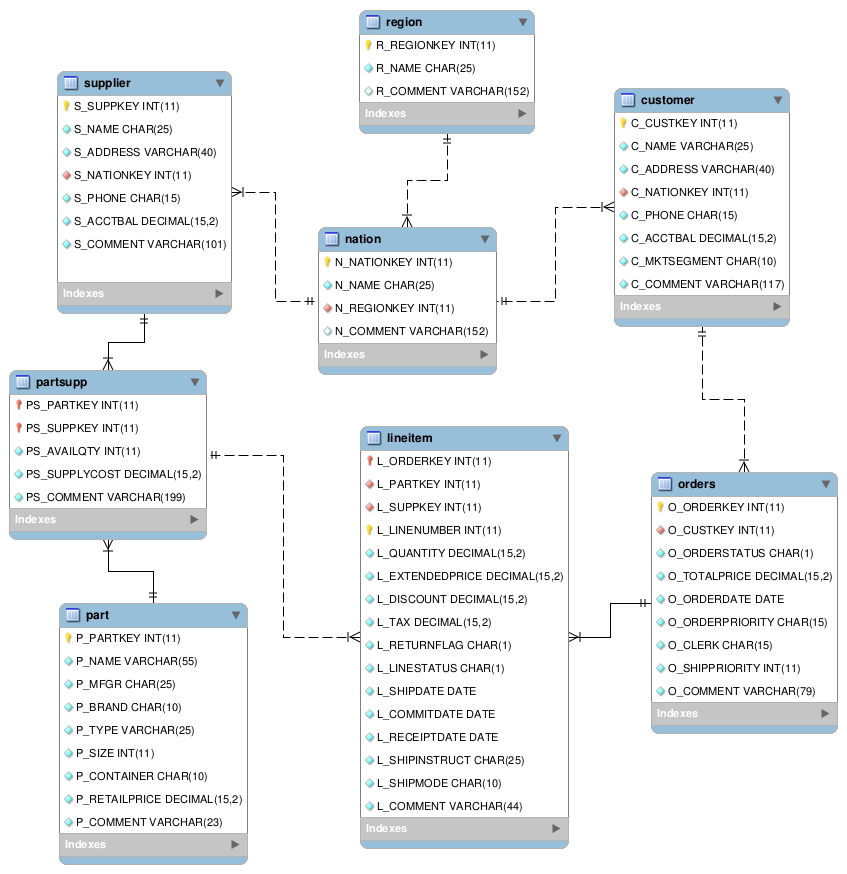 region
R_REGIONKEY INT(11)
R_NAME CHAR(25)
R_COMMENT VARCHAR(152)
Indexes
supplier
S_SUPPKEY INT(11)
S_NAME CHAR(25)
S_ADDRESS VARCHAR(40)
S_NATIONKEY INT(11)
S_PHONE CHAR(15)
S_ACCTBAL DECIMAL(15,2)
S_COMMENT VARCHAR(101)
Indexes
customer
C_CUSTKEY INT(11)
C_NAME VARCHAR(25)
C_ADDRESS VARCHAR(40)
C_NATIONKEY INT(11)
C_PHONE CHAR(15)
C_ACCTBAL DECIMAL(15,2)
C_MKTSEGMENT CHAR(10)
C_COMMENT VARCHAR(117)
Indexes
nation
N_NATIONKEY INT(11)
N_NAME CHAR(25)
N_REGIONKEY INT(11)
N_COMMENT VARCHAR(152)
Indexes
partsupp
PS_PARTKEY INT(11)
PS_SUPPKEY INT(11)
PS_AVAILQTY INT(11)
PS_SUPPLYCOST DECIMAL(15,2)
PS_COMMENT VARCHAR(199)
Indexes
lineitem
L_ORDERKEY INT(11)
L_PARTKEY INT(11)
L_SUPPKEY INT(11)
L_LINENUMBER INT(11)
L_QUANTITY DECIMAL(15,2)
L_EXTENDEDPRICE DECIMAL(15,2)
L_DISCOUNT DECIMAL(15,2)
L_TAX DECIMAL(15,2)
L_RETURNFLAG CHAR(1)
L_LINESTATUS CHAR(1)
L_SHIPDATE DATE
L_COMMITDATE DATE
L_RECEIPTDATE DATE
L_SHIPINSTRUCT CHAR(25)
L_SHIPMODE CHAR(10)
L_COMMENT VARCHAR(44)
Indexes
orders
O_ORDERKEY INT(11)
O_CUSTKEY INT(11)
O_ORDERSTATUS CHAR(1)
O_TOTALPRICE DECIMAL(15,2)
O_ORDERDATE DATE
O_ORDERPRIORITY CHAR(15)
O_CLERK CHAR(15)
O_SHIPPRIORITY INT(11)
O_COMMENT VARCHAR(79)
Indexes
part
P_PARTKEY INT(11)
P_NAME VARCHAR(55)
P_MFGR CHAR(25)
P_BRAND CHAR(10)
P_TYPE VARCHAR(25)
P_SIZE INT(11)
P_CONTAINER CHAR(10)
P_RETAILPRICE DECIMAL(15,2)
P_COMMENT VARCHAR(23)
Indexes